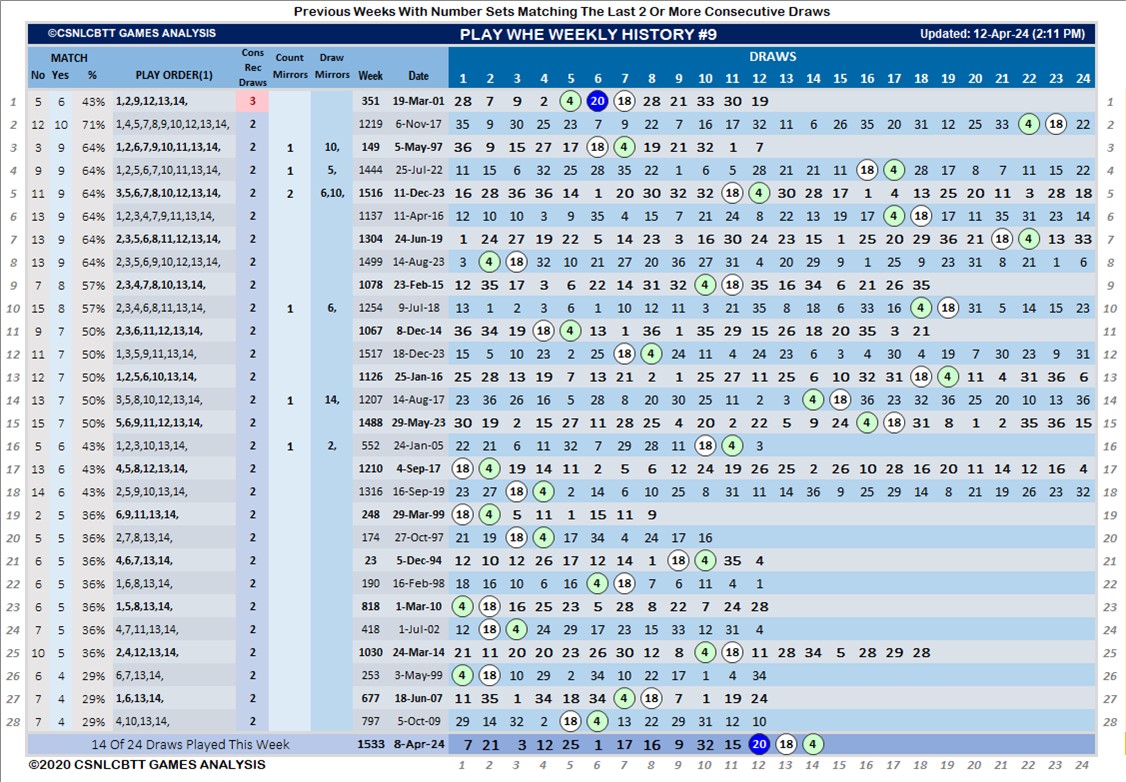 Previous Weeks With Number Sets Matching The Last 2 Or More Consecutive Draws
©CSNLCBTT GAMES ANALYSIS PLAY WHE WEEKLY HISTORY #9 Updated: 12-Apr-24 (2:11 PM)
MATCH Cons Rec Draws Count Mirrors Draw Mirrors DRAWS
No Yes % PLAY ORDER(1) Week Date 1 2 3 4 5 6 7 8 9 10 11 12 13 14 15 16 17 18 19 20 21 22 23 24
1 5 6 43% 1,2,9,12,13,14, 3 351 19-Mar-01 28 7 9 2 4 20 18 28 21 33 30 19 1
2 12 10 71% 1,4,5,7,8,9,10,12,13,14, 2 1219 6-Nov-17 35 9 30 25 23 7 9 22 7 16 17 32 11 6 26 35 20 31 12 25 33 4 18 22 2
3 3 9 64% 1,2,6,7,9,10,11,13,14, 2 1 10, 149 5-May-97 36 9 15 27 17 18 4 19 21 32 1 7 3
4 9 9 64% 1,2,5,6,7,10,11,13,14, 2 1 5, 1444 25-Jul-22 11 15 6 32 25 28 35 22 1 6 5 28 21 21 11 18 4 28 17 8 7 11 15 22 4
5 11 9 64% 3,5,6,7,8,10,12,13,14, 2 2 6,10, 1516 11-Dec-23 16 28 36 36 14 1 20 30 32 32 18 4 30 28 17 1 4 13 25 20 11 3 28 18 5
6 13 9 64% 1,2,3,4,7,9,11,13,14, 2 1137 11-Apr-16 12 10 10 3 9 35 4 15 7 21 24 8 22 13 19 17 4 18 17 11 35 31 23 14 6
7 13 9 64% 2,3,5,6,8,11,12,13,14, 2 1304 24-Jun-19 1 24 27 19 22 5 14 23 3 16 30 24 23 15 1 25 20 29 36 21 18 4 13 33 7
8 13 9 64% 2,3,5,6,9,10,12,13,14, 2 1499 14-Aug-23 3 4 18 32 10 21 27 20 36 27 31 4 20 29 9 1 25 9 23 31 8 21 1 6 8
9 7 8 57% 2,3,4,7,8,10,13,14, 2 1078 23-Feb-15 12 35 17 3 6 22 14 31 32 4 18 35 16 34 6 21 26 35 9
10 15 8 57% 2,3,4,6,8,11,13,14, 2 1 6, 1254 9-Jul-18 13 1 2 3 6 1 10 12 11 3 21 35 8 18 6 33 16 4 18 31 5 14 15 23 10
11 9 7 50% 2,3,6,11,12,13,14, 2 1067 8-Dec-14 36 34 19 18 4 13 1 36 1 35 29 15 26 18 20 35 3 21 11
12 11 7 50% 1,3,5,9,11,13,14, 2 1517 18-Dec-23 15 5 10 23 2 25 18 4 24 11 4 24 23 6 3 4 30 4 19 7 30 23 9 31 12
13 12 7 50% 1,2,5,6,10,13,14, 2 1126 25-Jan-16 25 28 13 19 7 13 21 2 1 25 27 11 25 6 10 32 31 18 4 11 4 31 36 6 13
14 13 7 50% 3,5,8,10,12,13,14, 2 1 14, 1207 14-Aug-17 23 36 26 16 5 28 8 20 30 25 11 2 3 4 18 36 23 32 36 25 20 10 13 36 14
15 15 7 50% 5,6,9,11,12,13,14, 2 1488 29-May-23 30 19 2 15 27 11 28 25 4 20 2 22 5 9 24 4 18 31 8 1 2 35 36 15 15
16 5 6 43% 1,2,3,10,13,14, 2 1 2, 552 24-Jan-05 22 21 6 11 32 7 29 28 11 18 4 3 16
17 13 6 43% 4,5,8,12,13,14, 2 1210 4-Sep-17 18 4 19 14 11 2 5 6 12 24 19 26 25 2 26 10 28 16 20 11 14 12 16 4 17
18 14 6 43% 2,5,9,10,13,14, 2 1316 16-Sep-19 23 27 18 4 2 14 6 10 25 8 31 11 14 36 9 25 29 14 8 21 19 26 23 32 18
19 2 5 36% 6,9,11,13,14, 2 248 29-Mar-99 18 4 5 11 1 15 11 9 19
20 5 5 36% 2,7,8,13,14, 2 174 27-Oct-97 21 19 18 4 17 34 4 24 17 16 20
21 6 5 36% 4,6,7,13,14, 2 23 5-Dec-94 12 10 12 26 17 12 14 1 18 4 35 4 21
22 6 5 36% 1,6,8,13,14, 2 190 16-Feb-98 18 16 10 6 16 4 18 7 6 11 4 1 22
23 6 5 36% 1,5,8,13,14, 2 818 1-Mar-10 4 18 16 25 23 5 28 8 22 7 24 28 23
24 7 5 36% 4,7,11,13,14, 2 418 1-Jul-02 12 18 4 24 29 17 23 15 33 12 31 4 24
25 10 5 36% 2,4,12,13,14, 2 1030 24-Mar-14 21 11 20 20 23 26 30 12 8 4 18 11 28 34 5 28 29 28 25
26 6 4 29% 6,7,13,14, 2 253 3-May-99 4 18 10 29 2 34 10 22 17 1 4 34 26
27 7 4 29% 1,6,13,14, 2 677 18-Jun-07 11 35 1 34 18 34 4 18 7 1 19 24 27
28 7 4 29% 4,10,13,14, 2 797 5-Oct-09 29 14 32 2 18 4 13 22 29 31 12 10 28
14 Of 24 Draws Played This Week 1533 8-Apr-24 7 21 3 12 25 1 17 16 9 32 15 20 18 4
©2020 CSNLCBTT GAMES ANALYSIS 1 2 3 4 5 6 7 8 9 10 11 12 13 14 15 16 17 18 19 20 21 22 23 24